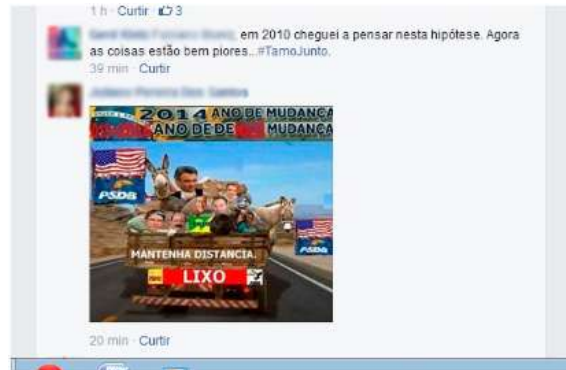 1 h · Curtir · 3
em 2010 cheguei a pensar nesta hipótese. Agora
as coisas estão bem piores...#TamoJunto.
39 min · Curtir
2014 ANO DE MUDANÇA
ANO DE MUDANÇA
PSDB
PSDB
MANTENHA DISTANCIA.
LIXO
20 min · Curtir